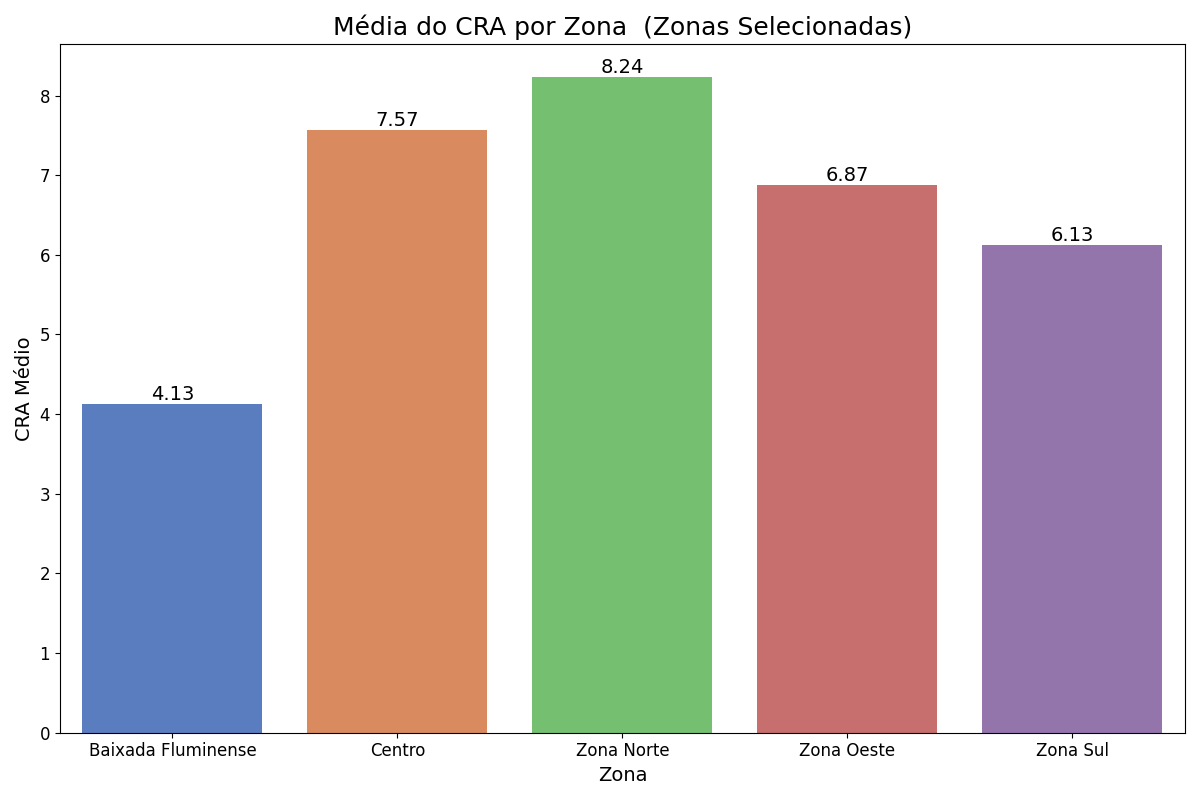 Média do CRA por Zona  (Zonas Selecionadas)
CRA Médio
8
7
6
5
4
3
2
1
0
4.13
7.57
8.24
6.87
6.13
Baixada Fluminense
Centro
Zona Norte
Zona Oeste
Zona Sul
Zona